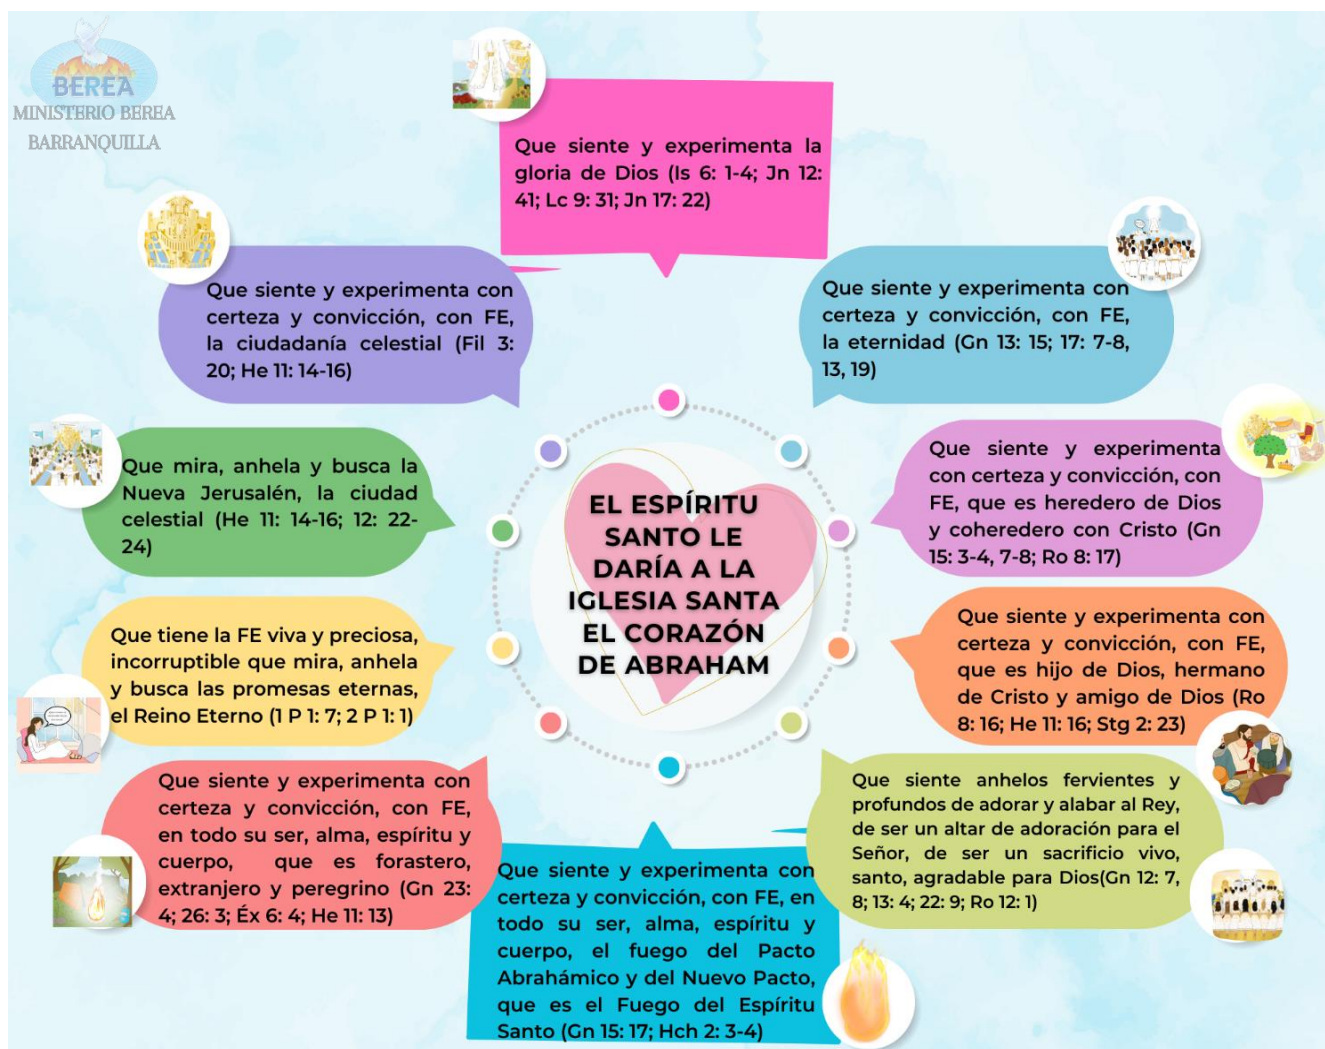 BEREA
MINISTERIO BEREA
BARRANQUILLA
Que siente y experimenta la
gloria de Dios (Is 6: 1-4; Jn 12:
41; Lc 9: 31; Jn 17: 22)
Que siente y experimenta con
certeza y convicción, con FE,
la ciudadanía celestial (Fil 3:
20; He 11: 14-16)
Que siente y experimenta con
certeza y convicción, con FE,
la eternidad (Gn 13: 15; 17: 7-8,
13, 19)
Que mira, anhela y busca la
Nueva Jerusalén, la ciudad
celestial (He 11: 14-16; 12: 22-
24)
Que siente y experimenta
con certeza y convicción, con
FE, que es heredero de Dios
y coheredero con Cristo (Gn
15: 3-4, 7-8; Ro 8: 17)
EL ESPÍRITU
SANTO LE
DARÍA A LA
IGLESIA SANTA
EL CORAZÓN
DE ABRAHAM
Que tiene la FE viva y preciosa,
incorruptible que mira, anhela
y busca las promesas eternas,
el Reino Eterno (1 P 1: 7; 2 P 1: 1)
Que siente y experimenta con
certeza y convicción, con FE,
que es hijo de Dios, hermano
de Cristo y amigo de Dios (Ro
8: 16; He 11: 16; Stg 2: 23)
Que siente y experimenta con
certeza y convicción, con FE,
en todo su ser, alma, espíritu y
cuerpo, que es forastero,
extranjero y peregrino (Gn 23:
4; 26: 3; Éx 6: 4; He 11: 13)
Que siente y experimenta con
certeza y convicción, con FE, en
todo su ser, alma, espíritu y
cuerpo, el fuego del Pacto
Abrahámico y del Nuevo Pacto,
que es el Fuego del Espíritu
Santo (Gn 15: 17; Hch 2: 3-4)
Que siente anhelos fervientes y
profundos de adorar y alabar al Rey,
de ser un altar de adoración para el
Señor, de ser un sacrificio vivo,
santo, agradable para Dios(Gn 12: 7,
8; 13: 4; 22: 9; Ro 12: 1)